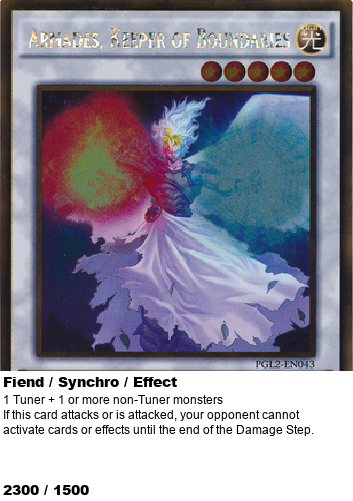 Armades, Keeper of Boundaries
光
PGL2-EN043
Fiend / Synchro / Effect
1 Tuner + 1 or more non-Tuner monsters
If this card attacks or is attacked, your opponent cannot
activate cards or effects until the end of the Damage Step.
2300 / 1500